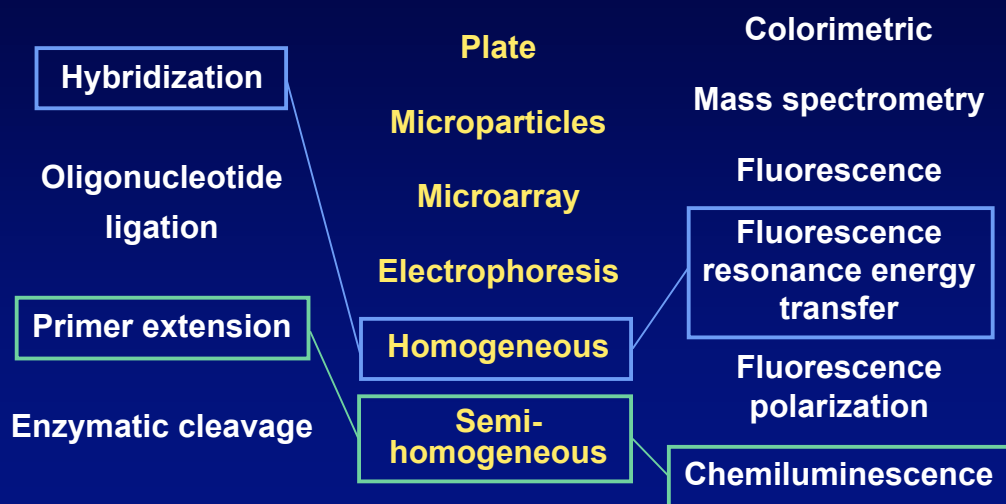 Hybridization
Oligonucleotide
ligation
Primer extension
Enzymatic cleavage
Plate
Microparticles
Microarray
Electrophoresis
Homogeneous
Semi-
homogeneous
Colorimetric
Mass spectrometry
Fluorescence
Fluorescence
resonance energy
transfer
Fluorescence
polarization
Chemiluminescence